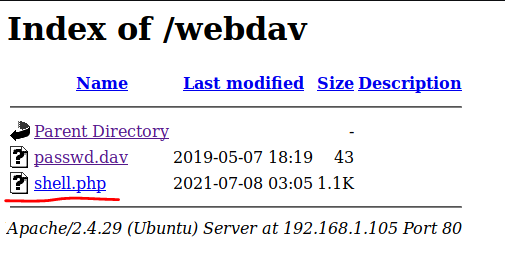 Index of /webdav
Name Last modified Size Description
Parent Directory -
passwd.dav 2019-05-07 18:19 43
shell.php 2021-07-08 03:05 1.1K
Apache/2.4.29 (Ubuntu) Server at 192.168.1.105 Port 80